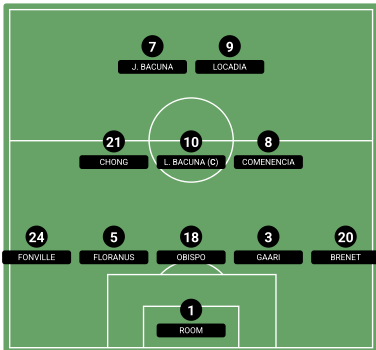 7 9
J. BACUNA LOCADIA
21 10 8
CHONG L. BACUNA (C) COMENENCIA
24 5 18 3 20
FONVILLE FLORANUS OBISPO GAARI BRENET
1
ROOM